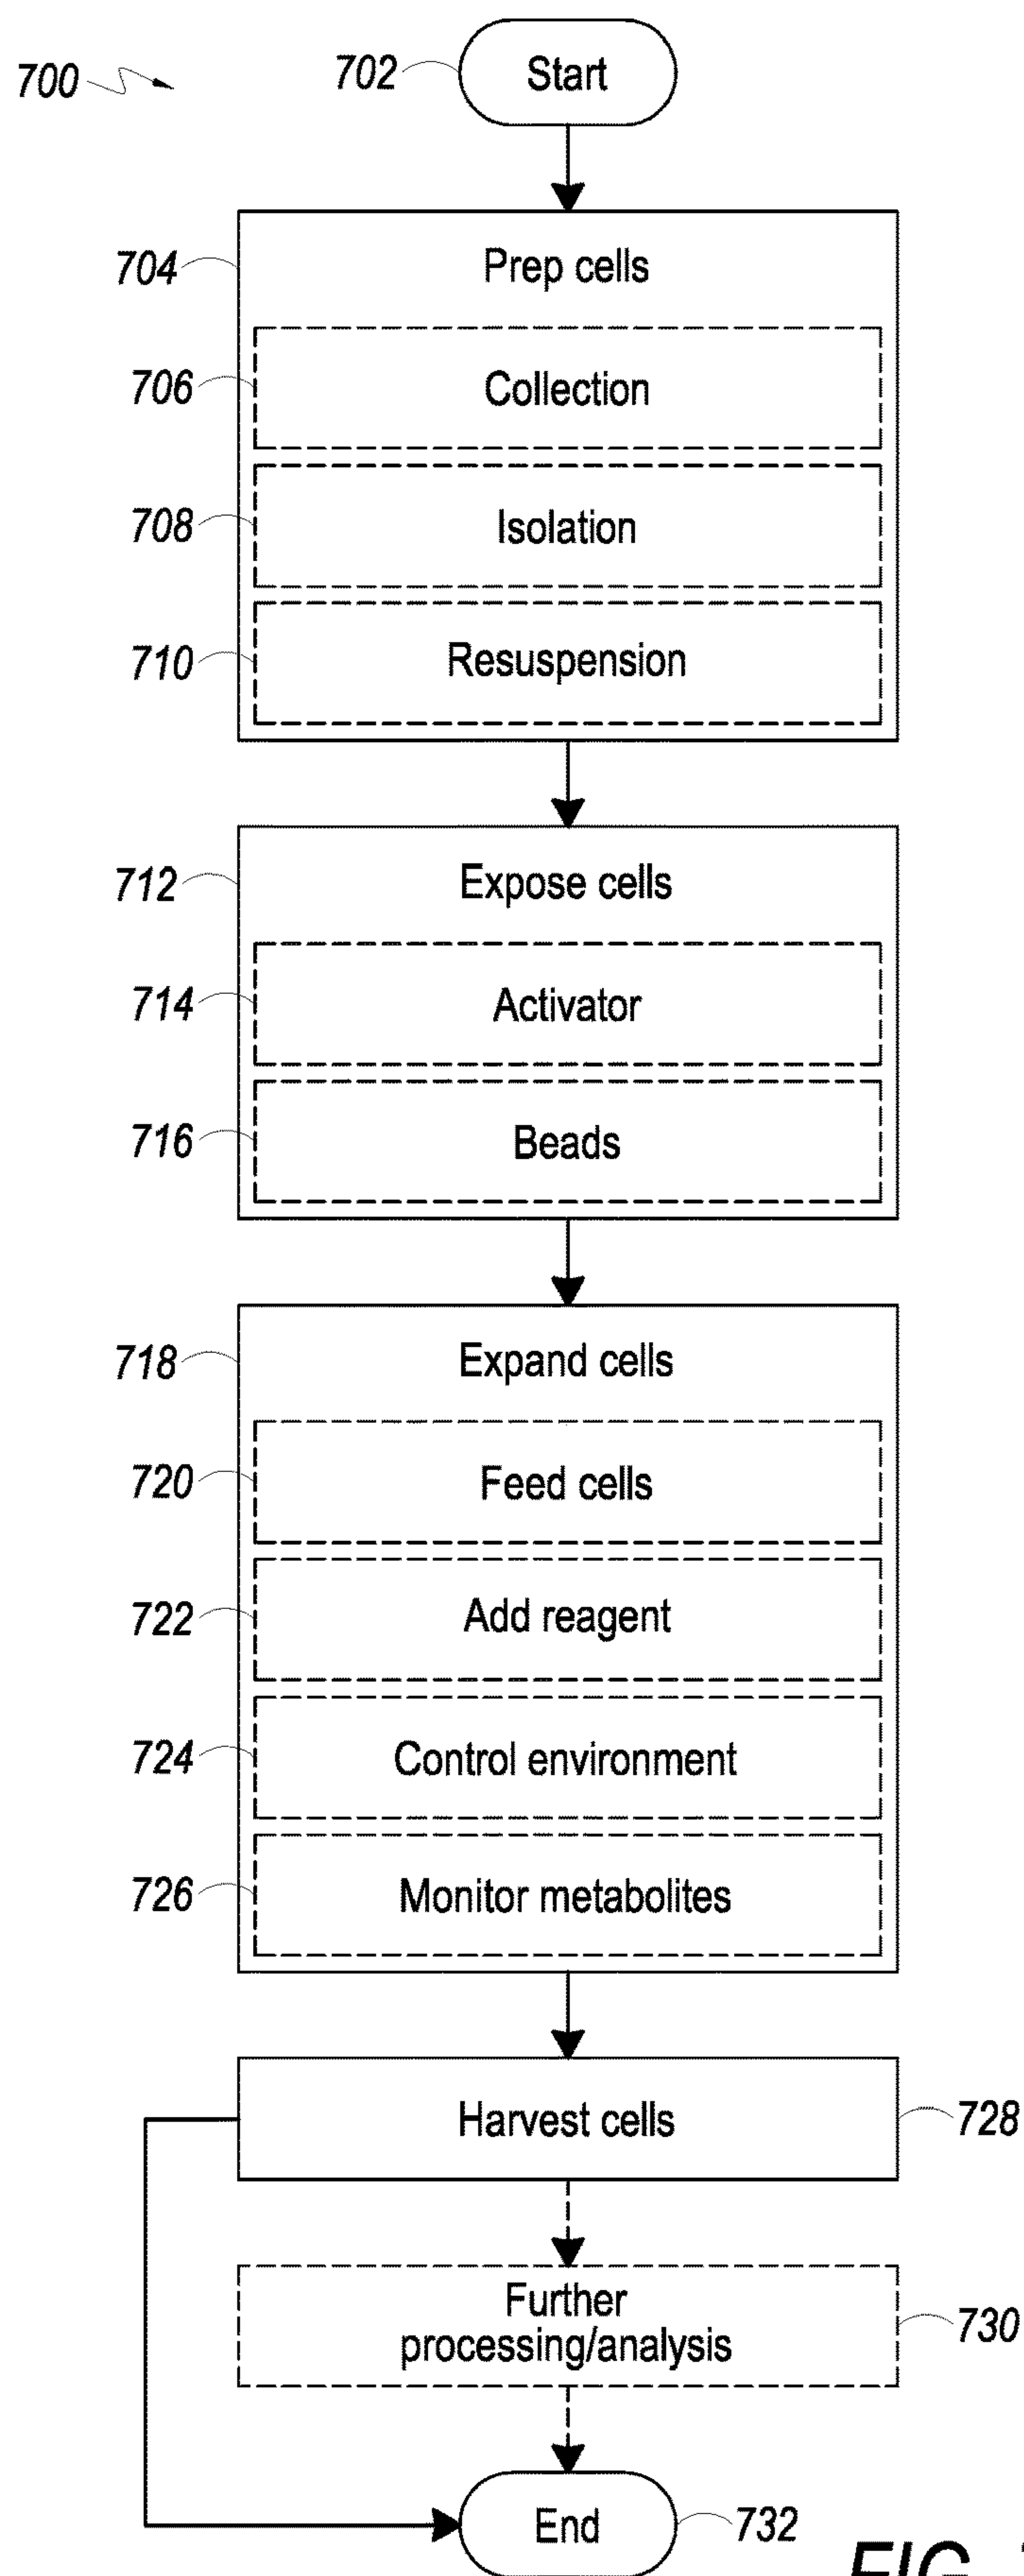 700
702 Start
704 Prep cells
706 Collection
708 Isolation
710 Resuspension
712 Expose cells
714 Activator
716 Beads
718 Expand cells
720 Feed cells
722 Add reagent
724 Control environment
726 Monitor metabolites
Harvest cells 728
Further
processing/analysis 730
End 732
FIG.